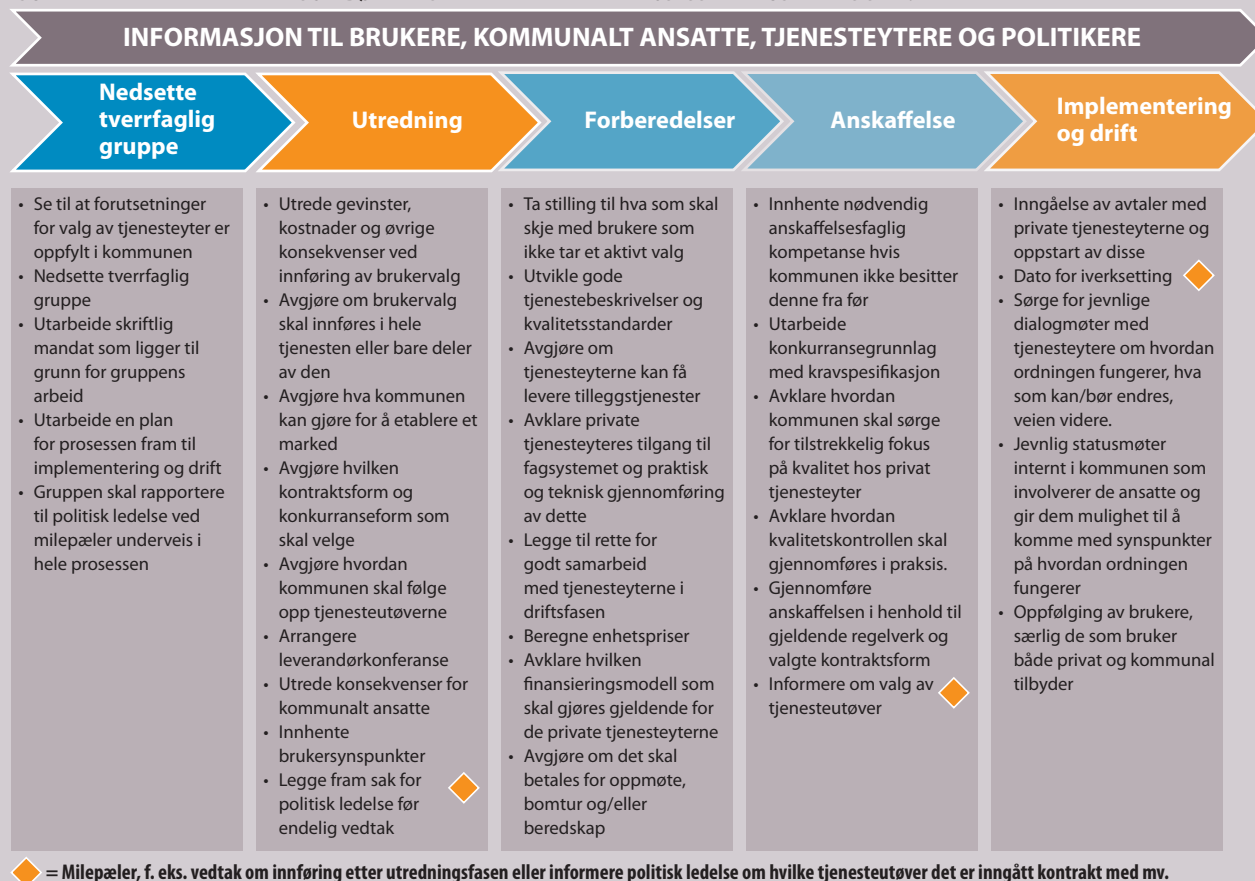 INFORMASJON TIL BRUKERE, KOMMUNALT ANSATTE, TJENESTEYTERE OG POLITIKERE
Nedsette
tverrfaglig
gruppe
Utredning
Forberedelser
Anskaffelse
Implementering
og drift
• Se til at forutsetninger
for valg av tjenesteyter er
oppfylt i kommunen
• Nedsette tverrfaglig
gruppe
• Utarbeide skriftlig
mandat som ligger til
grunn for gruppens
arbeid
• Utarbeide en plan
for prosessen fram til
implementering og drift
• Gruppen skal rapportere
til politisk ledelse ved
milepæler underveis i
hele prosessen
• Utrede gevinster,
kostnader og øvrige
konsekvenser ved
innføring av brukervalg
• Avgjøre om brukervalg
skal innføres i hele
tjenesten eller bare deler
av den
• Avgjøre hva kommunen
kan gjøre for å etablere et
marked
• Avgjøre hvilken
kontraktsform og
konkurranseform som
skal velge
• Avgjøre hvordan
kommunen skal følge
opp tjenesteutøverne
• Arrangere
leverandørkonferanse
• Utrede konsekvenser for
kommunalt ansatte
• Innhente
brukersynspunkter
• Legge fram sak for
politisk ledelse før
endelig vedtak
• Ta stilling til hva som skal
skje med brukere som
ikke tar et aktivt valg
• Utvikle gode
tjenestebeskrivelser og
kvalitetsstandarder
• Avgjøre om
tjenesteyterne kan få
levere tilleggstjenester
• Avklare private
tjenesteyteres tilgang til
fagsystemet og praktisk
og teknisk gjennomføring
av dette
• Legge til rette for
godt samarbeid
med tjenesteyterne i
driftsfasen
• Beregne enhetspriser
• Avklare hvilken
finansieringsmodell som
skal gjøres gjeldende for
de private tjenesteyterne
• Avgjøre om det skal
betales for oppmøte,
bomtur og/eller
beredskap
• Innhente nødvendig
anskaffelsesfaglig
kompetanse hvis
kommunen ikke besitter
denne fra før
• Utarbeide
konkurransegrunnlag
med kravspesifikasjon
• Avklare hvordan
kommunen skal sørge
for tilstrekkelig fokus
på kvalitet hos privat
tjenesteyter
• Avklare hvordan
kvalitetskontrollen skal
gjennomføres i praksis.
• Gjennomføre
anskaffelsen i henhold til
gjeldende regelverk og
valgte kontraktsform
• Informere om valg av
tjenesteutøver
• Inngåelse av avtaler med
private tjenesteyterne og
oppstart av disse
• Dato for iverksetting
• Sørge for jevnlige
dialogmøter med
tjenesteytere om hvordan
ordningen fungerer, hva
som kan/bør endres,
veien videre.
• Jevnlig statusmøter
internt i kommunen som
involverer de ansatte og
gir dem mulighet til å
komme med synspunkter
på hvordan ordningen
fungerer
• Oppfølging av brukere,
særlig de som bruker
både privat og kommunal
tilbyder
= Milepæler, f. eks. vedtak om innføring etter utredningsfasen eller informere politisk ledelse om hvilke tjenesteutøver det er inngått kontrakt med mv.